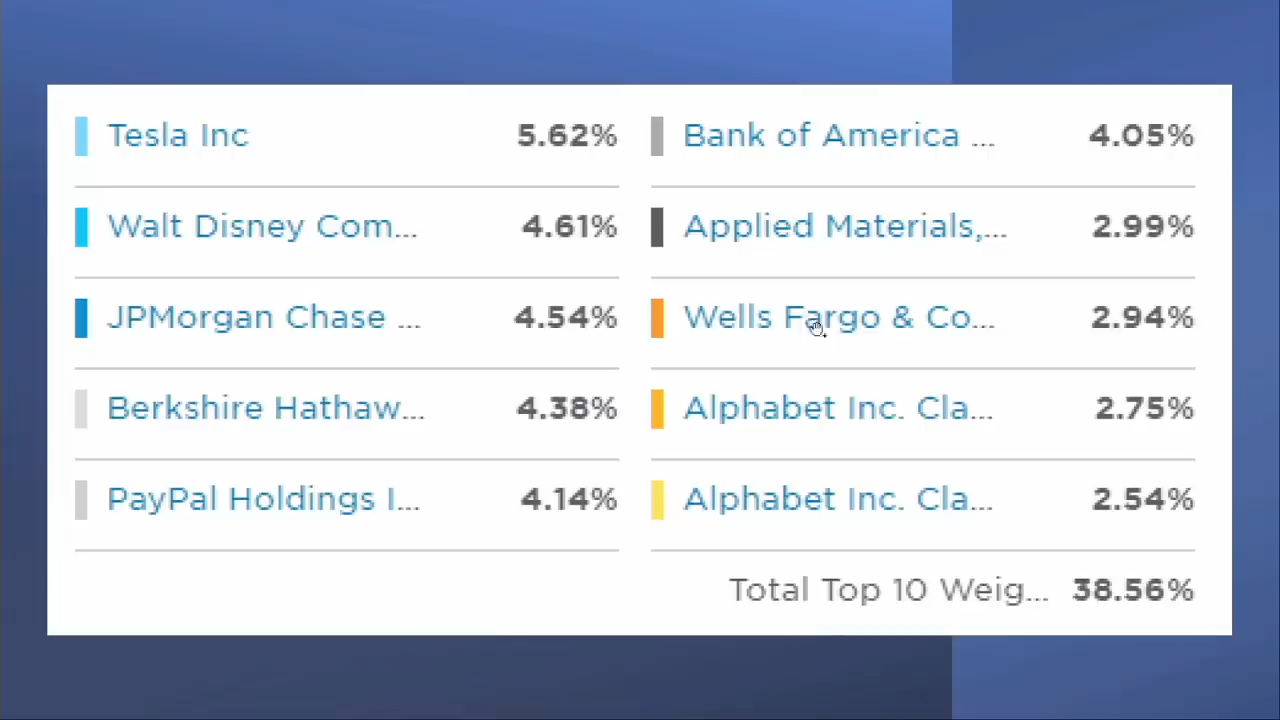 Tesla Inc 5.62%
Walt Disney Com... 4.61%
JPMorgan Chase ... 4.54%
Berkshire Hathaw... 4.38%
PayPal Holdings I... 4.14%
Bank of America ... 4.05%
Applied Materials,... 2.99%
Wells Fargo & Co... 2.94%
Alphabet Inc. Cla... 2.75%
Alphabet Inc. Cla... 2.54%
Total Top 10 Weig... 38.56%